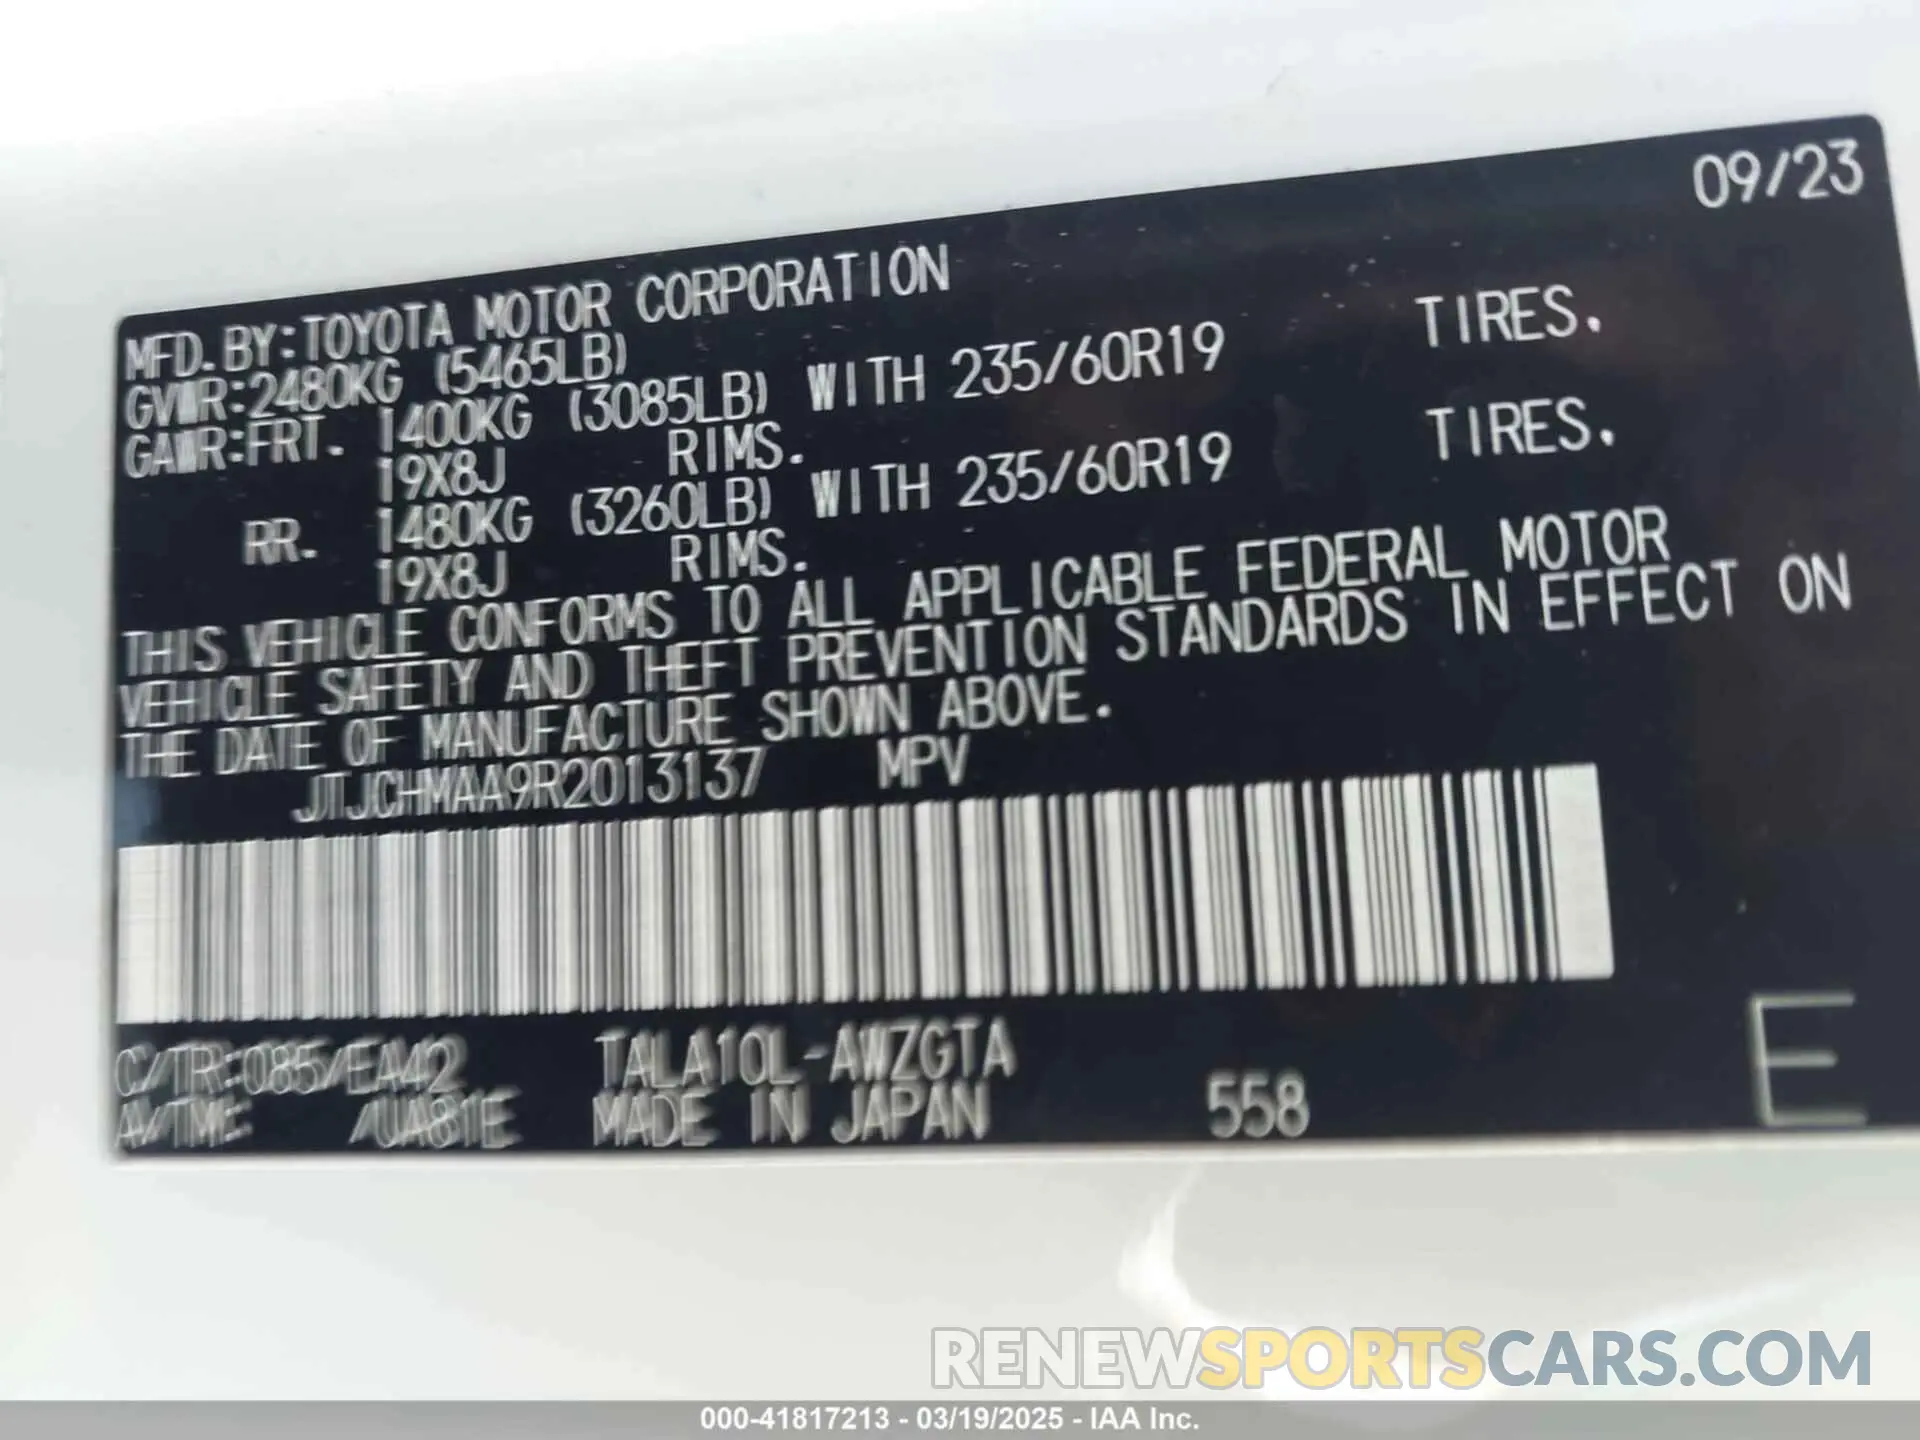 09/23
MFD.BY:TOYOTA MOTOR CORPORATION
GVWR:2480KG (5465LB)
GAWR:FRT. 1400KG (3085LB) WITH 235/60R19 TIRES.
19X8J RIMS.
RR. 1480KG (3260LB) WITH 235/60R19 TIRES.
19X8J RIMS.
THIS VEHICLE CONFORMS TO ALL APPLICABLE FEDERAL MOTOR
VEHICLE SAFETY AND THEFT PREVENTION STANDARDS IN EFFECT ON
THE DATE OF MANUFACTURE SHOWN ABOVE.
JTJCHMAA9R2013137 MPV
C/TR:085/EA42 TALA10L-AWZGTA
A/TM: /UA81E MADE IN JAPAN 558 E
RENEWSPORTSCARS.COM
000-41817213 - 03/19/2025 - IAA Inc.